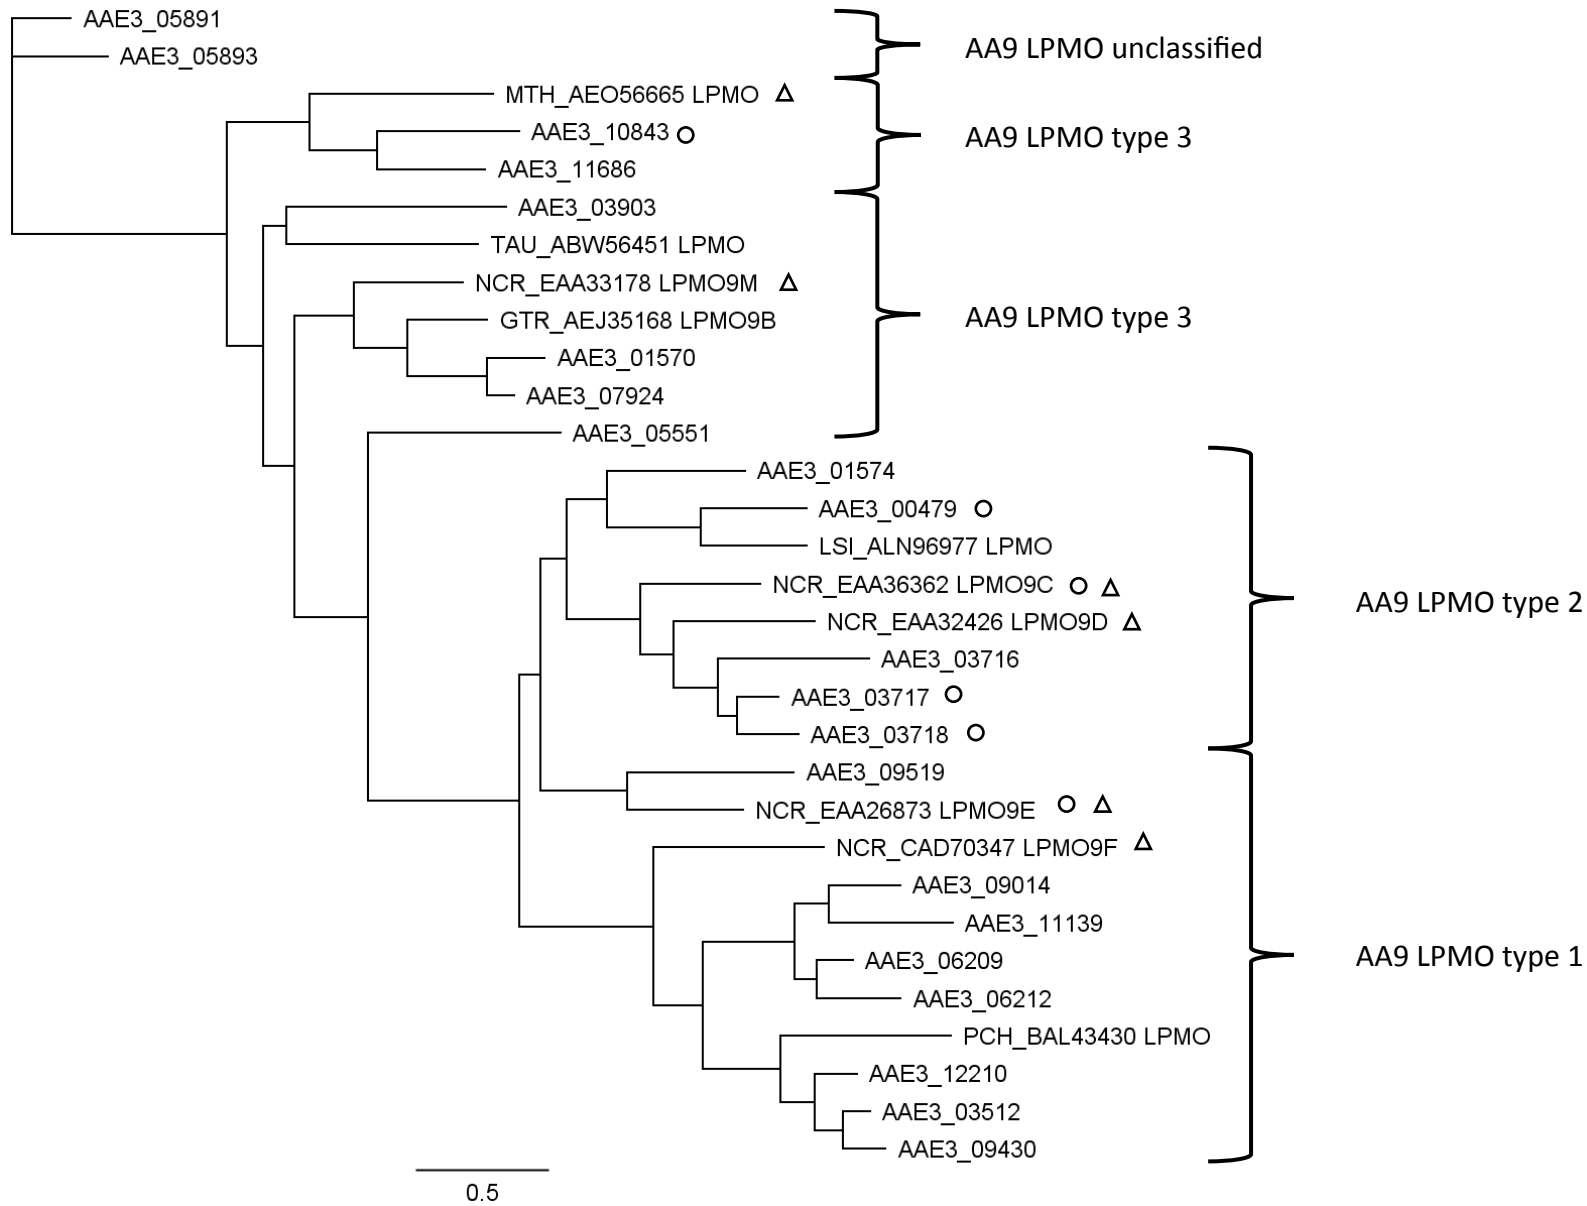 AAE3_05891
AAE3_05893
AA9 LPMO unclassified
MTH_AEO56665 LPMO
AAE3_10843
AAE3_11686
AA9 LPMO type 3
AAE3_03903
TAU_ABW56451 LPMO
NCR_EAA33178 LPMO9M
GTR_AEJ35168 LPMO9B
AAE3_01570
AAE3_07924
AAE3_05551
AA9 LPMO type 3
AAE3_01574
AAE3_00479
LSI_ALN96977 LPMO
NCR_EAA36362 LPMO9C
NCR_EAA32426 LPMO9D
AAE3_03716
AAE3_03717
AAE3_03718
AA9 LPMO type 2
AAE3_09519
NCR_EAA26873 LPMO9E
NCR_CAD70347 LPMO9F
AAE3_09014
AAE3_11139
AAE3_06209
AAE3_06212
PCH_BAL43430 LPMO
AAE3_12210
AAE3_03512
AAE3_09430
AA9 LPMO type 1
0.5